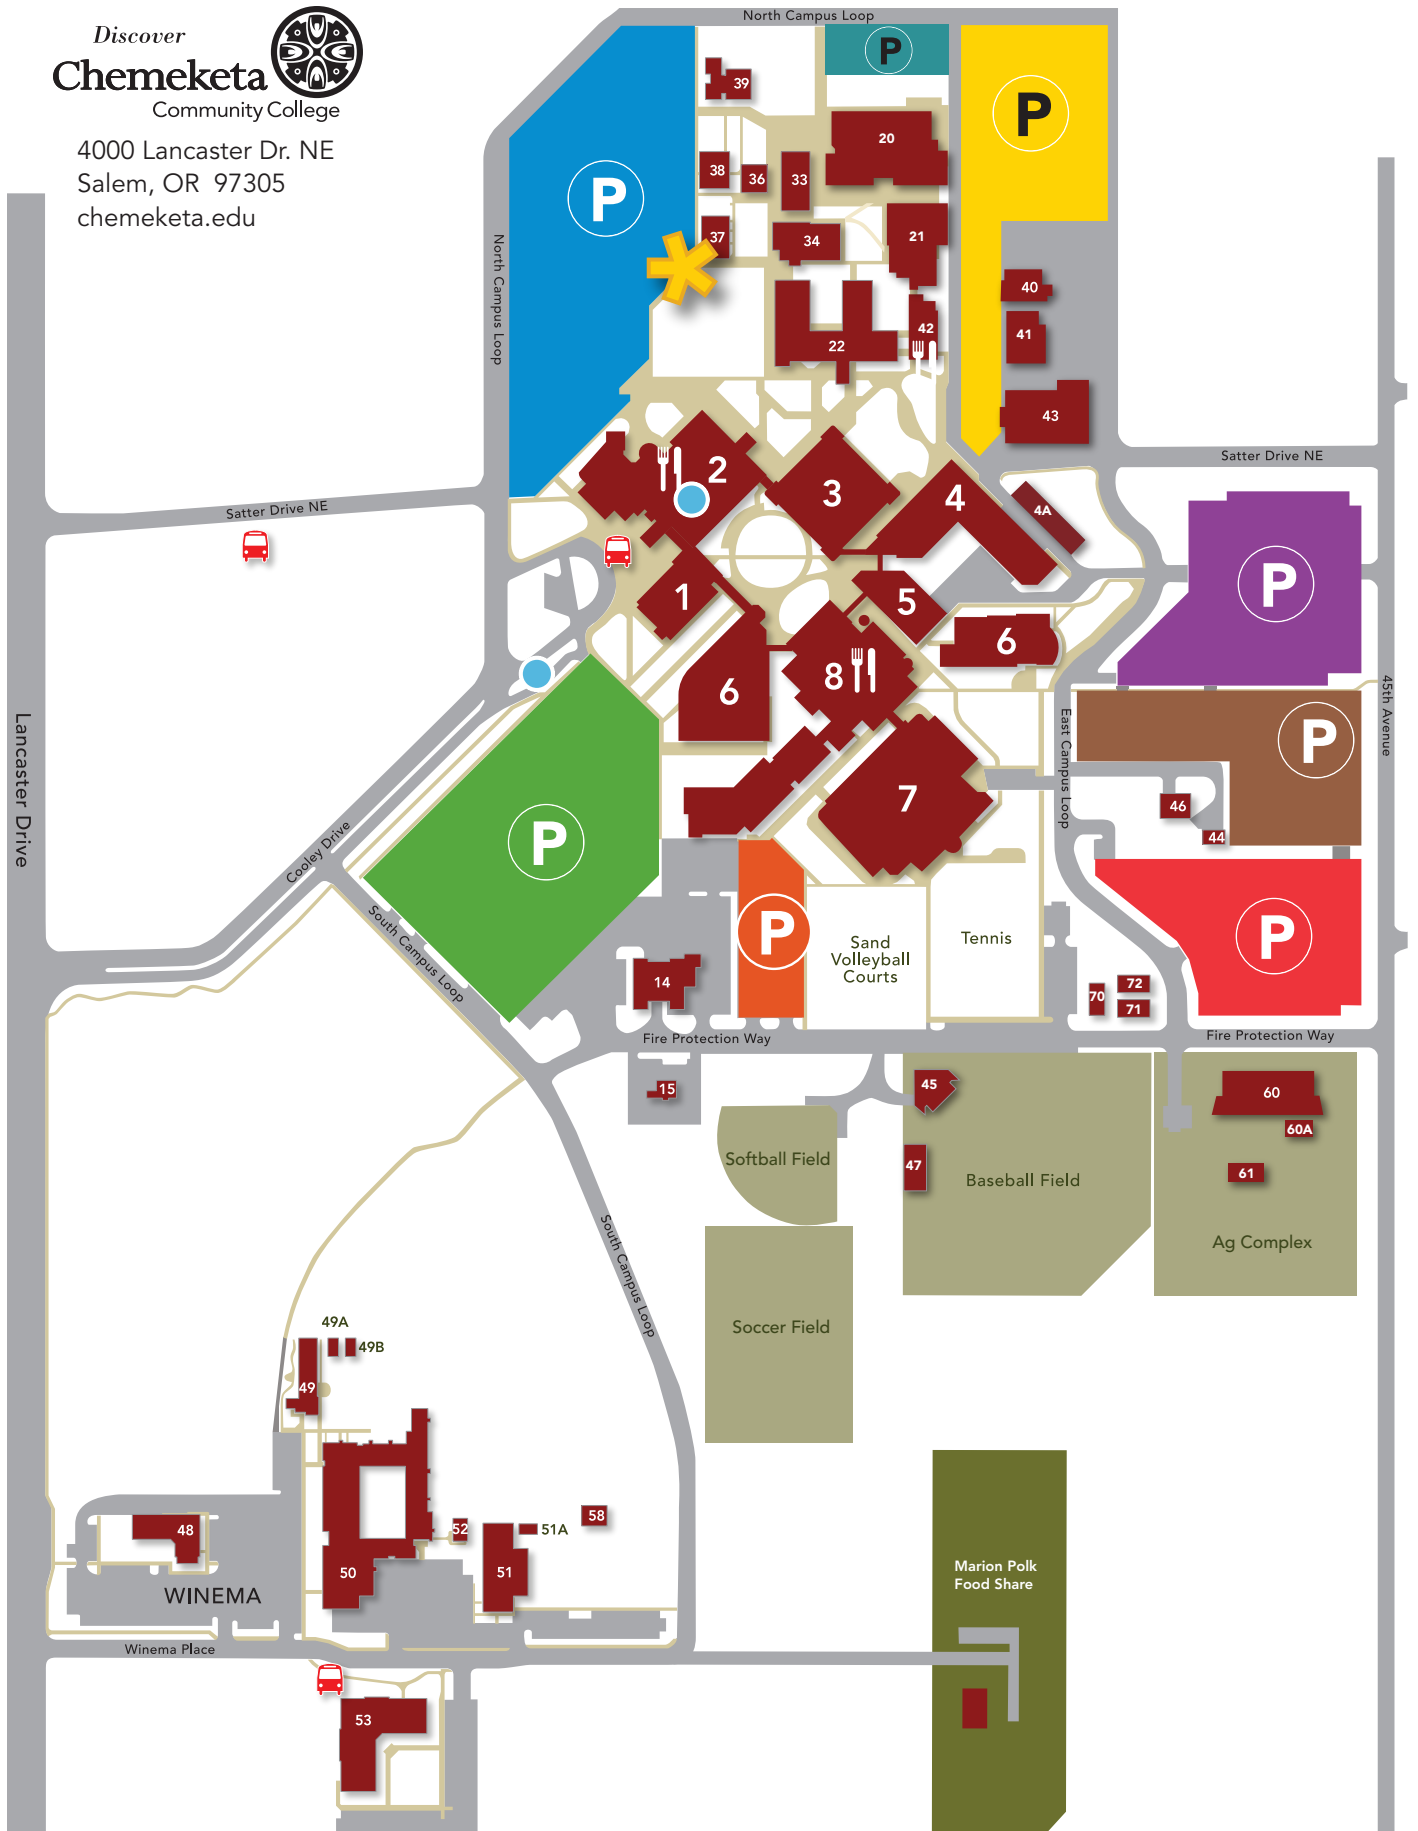 Discover
Chemeketa
Community College
4000 Lancaster Dr. NE
Salem, OR 97305
chemeketa.edu
North Campus Loop
P
P
P
39
20
38
36
33
37
34
21
North Campus Loop
40
41
42
22
43
Satter Drive NE
Satter Drive NE
2
3
4
4A
P
1
5
6
6
8
45th Avenue
Lancaster Drive
East Campus Loop
P
7
46
44
P
Cooley Drive
South Campus Loop
P
P
Sand
Volleyball
Courts
Tennis
14
70
72
71
Fire Protection Way
Fire Protection Way
15
45
60
60A
47
61
Softball Field
Baseball Field
Ag Complex
South Campus Loop
Soccer Field
49A
49B
49
48
52
51A
58
50
51
WINEMA
Marion Polk
Food Share
Winema Place
53